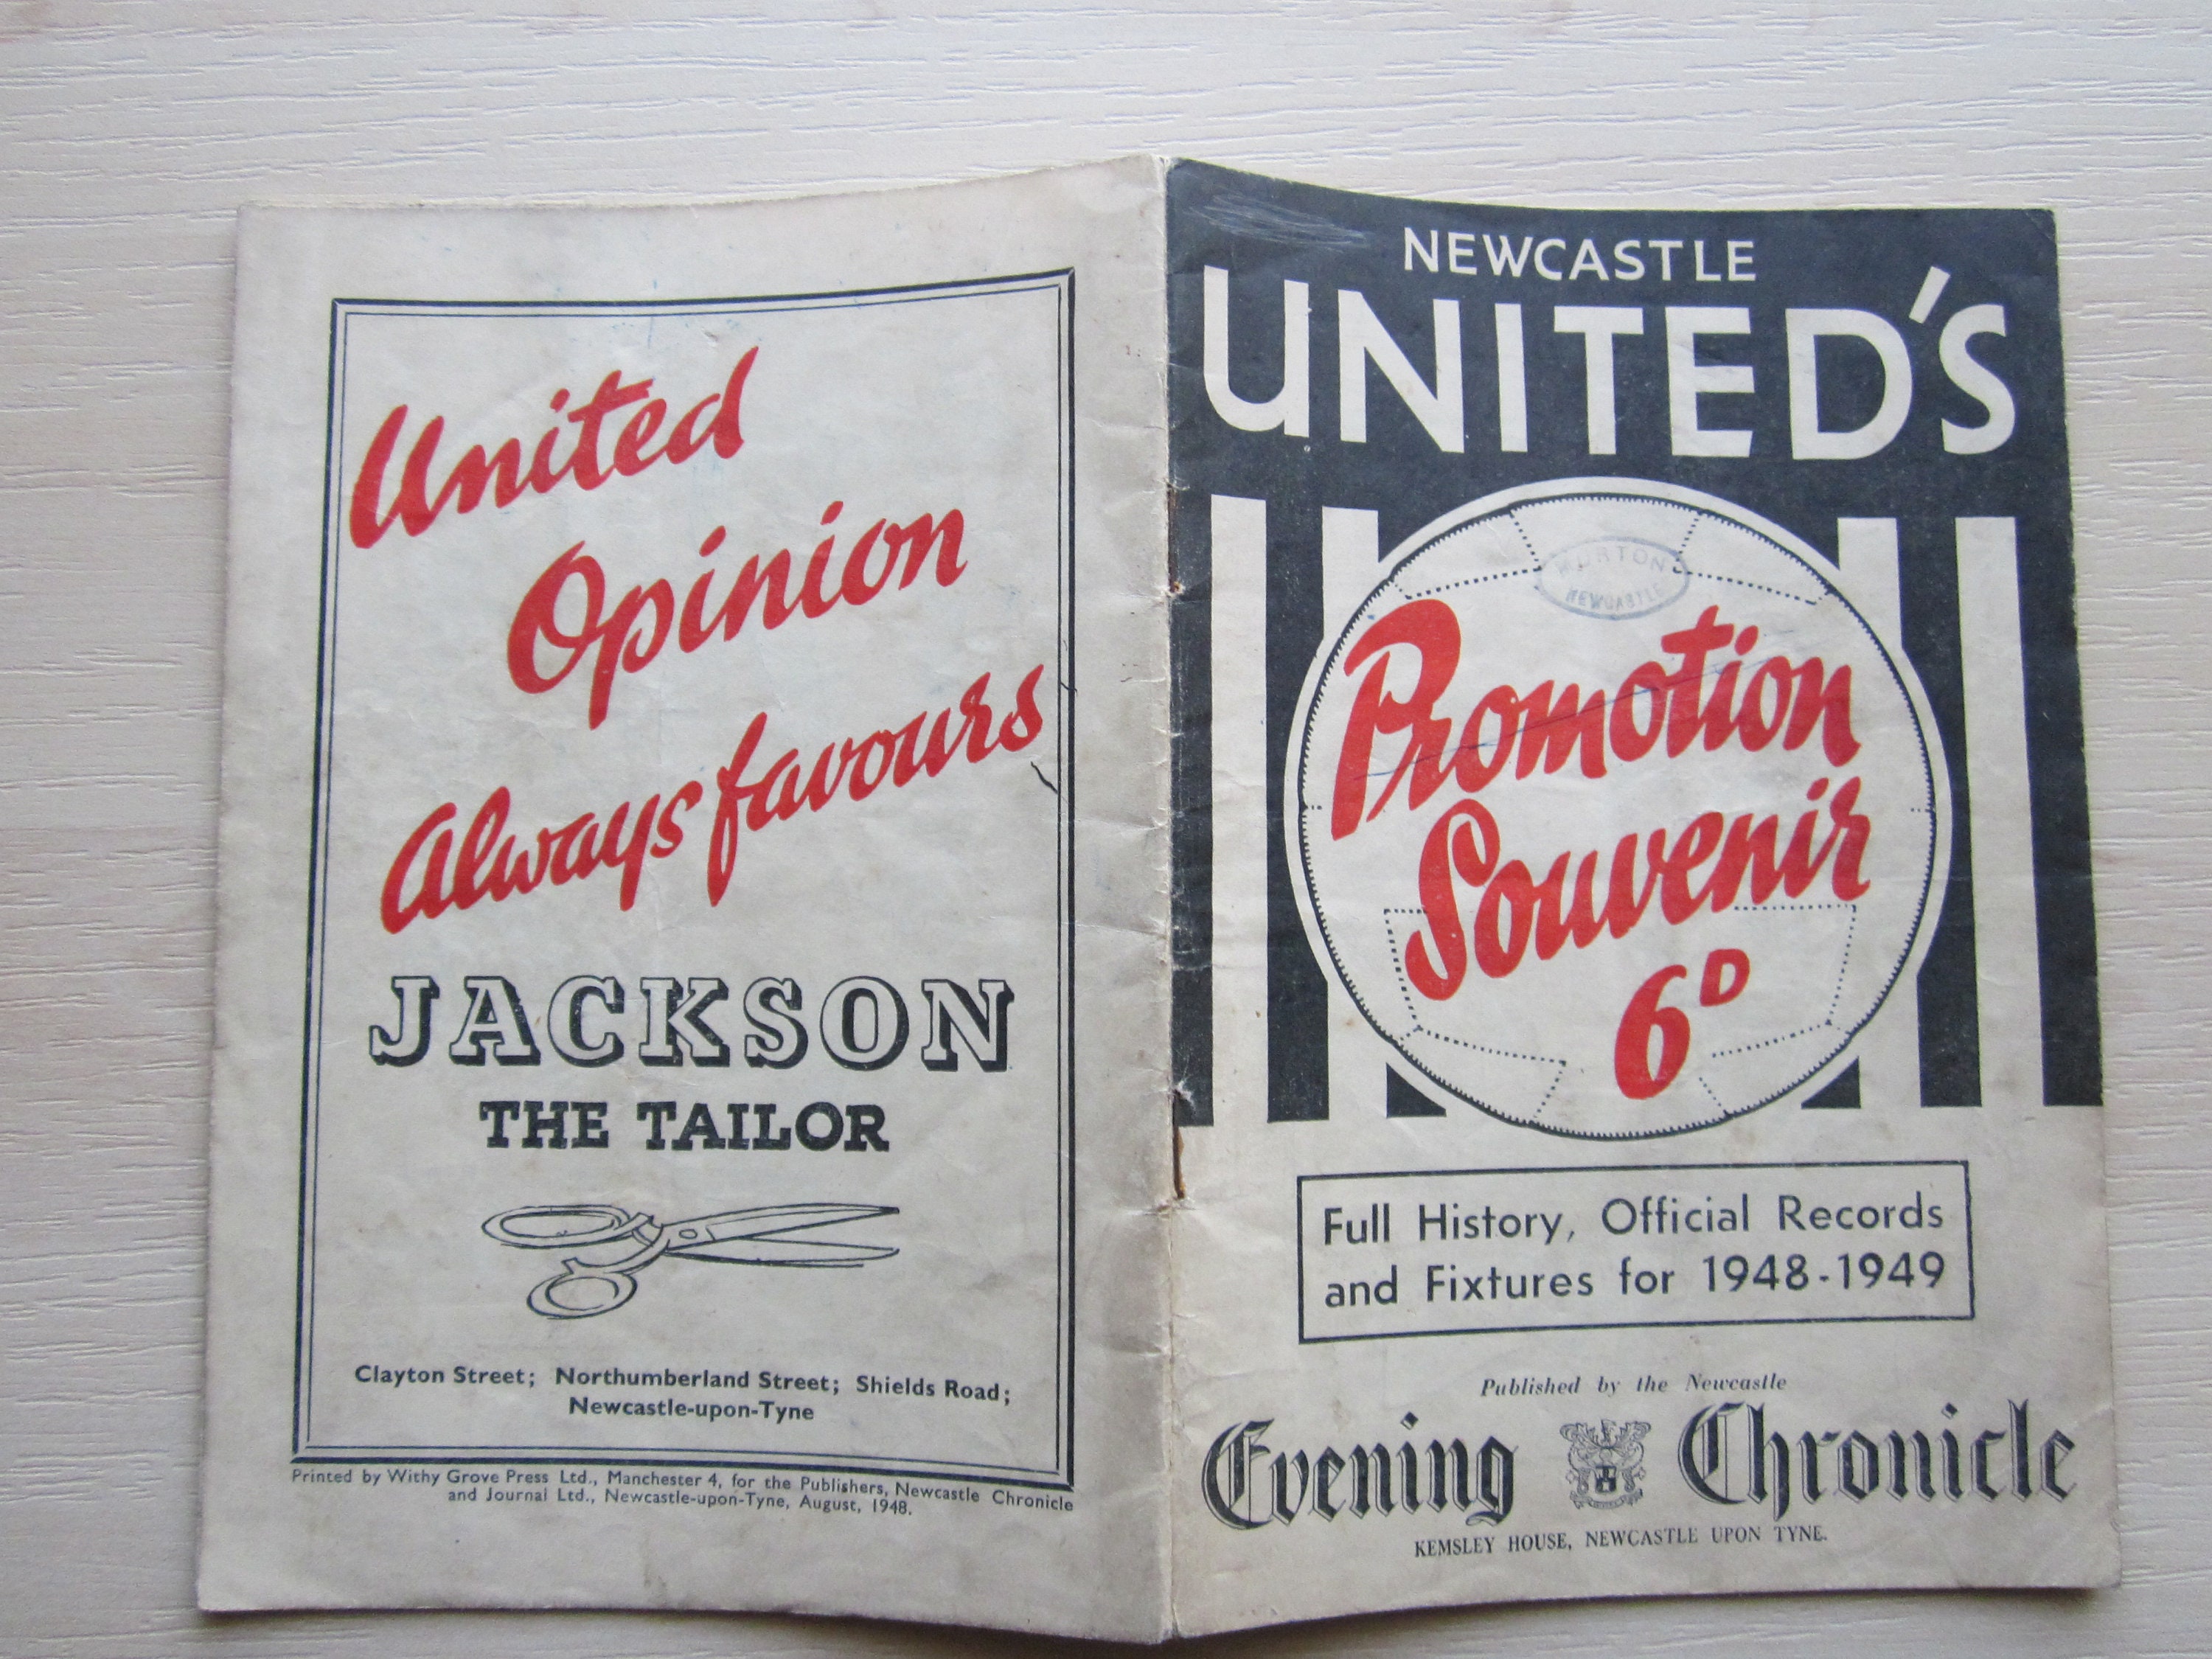 United
Opinion
Always favours
JACKSON
THE TAILOR
Clayton Street; Northumberland Street; Shields Road;
Newcastle-upon-Tyne
Printed by Withy Grove Press Ltd., Manchester 4, for the Publishers, Newcastle Chronicle
and Journal Ltd., Newcastle-upon-Tyne, August, 1948.
NEWCASTLE
UNITED'S
NEWCASTLE
Promotion
Souvenir
6D
Full History, Official Records
and Fixtures for 1948-1949
Published by the Newcastle
Evening Chronicle
KEMSLEY HOUSE, NEWCASTLE UPON TYNE.